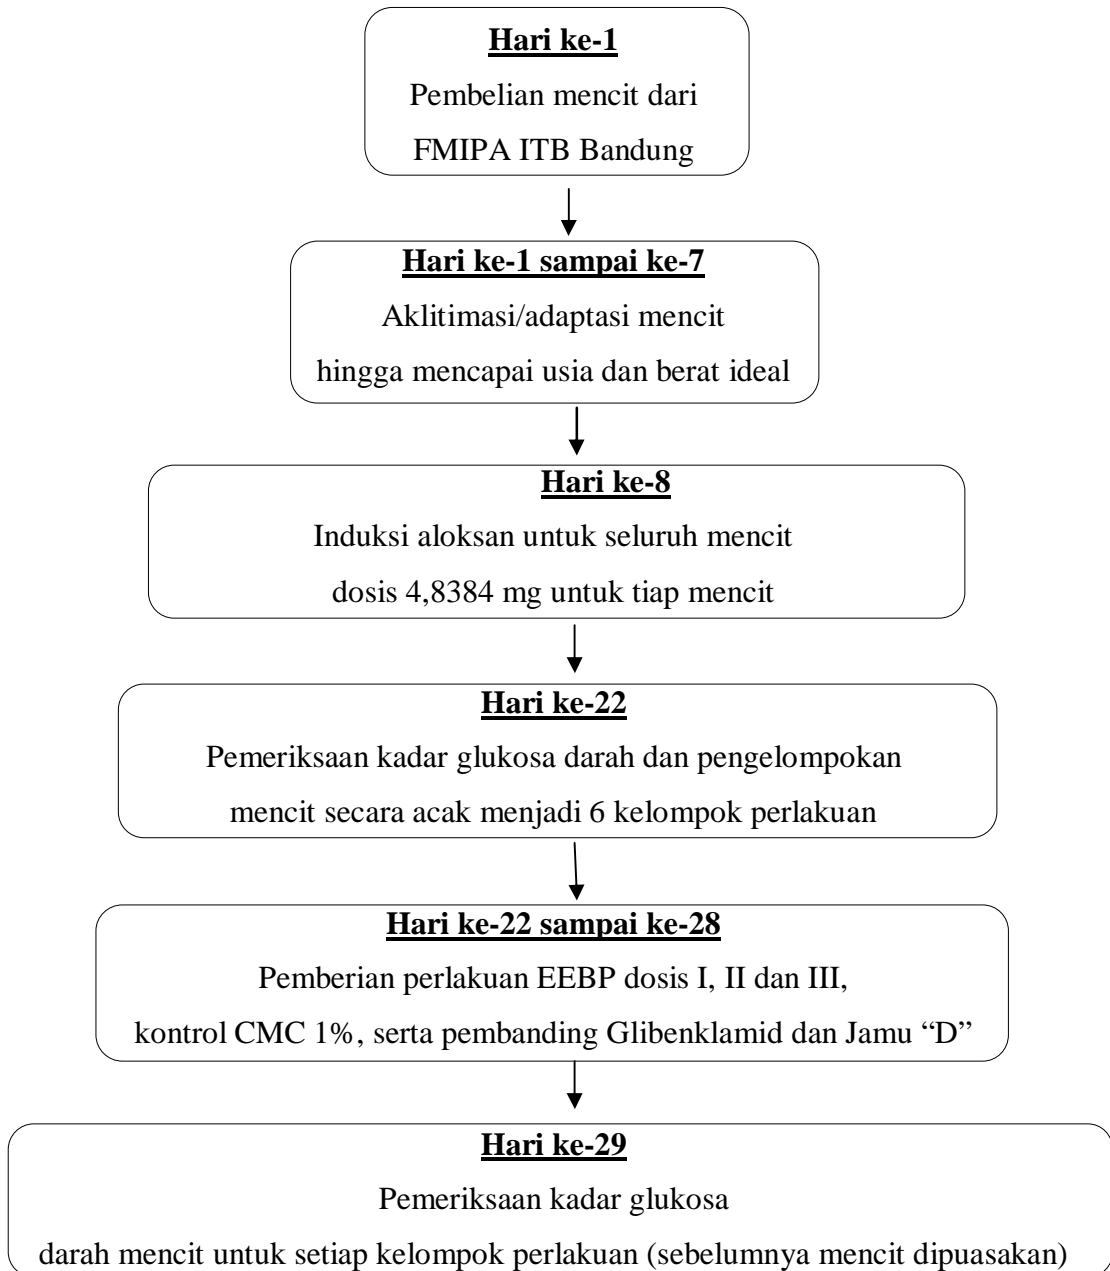 Hari ke-1
Pembelian mencit dari
FMIPA ITB Bandung
Hari ke-1 sampai ke-7
Aklitimasi/adaptasi mencit
hingga mencapai usia dan berat ideal
Hari ke-8
Induksi aloksan untuk seluruh mencit
dosis 4,8384 mg untuk tiap mencit
Hari ke-22
Pemeriksaan kadar glukosa darah dan pengelompokan
mencit secara acak menjadi 6 kelompok perlakuan
Hari ke-22 sampai ke-28
Pemberian perlakuan EEBP dosis I, II dan III,
kontrol CMC 1%, serta pembanding Glibenklamid dan Jamu “D”
Hari ke-29
Pemeriksaan kadar glukosa
darah mencit untuk setiap kelompok perlakuan (sebelumnya mencit dipuasakan)